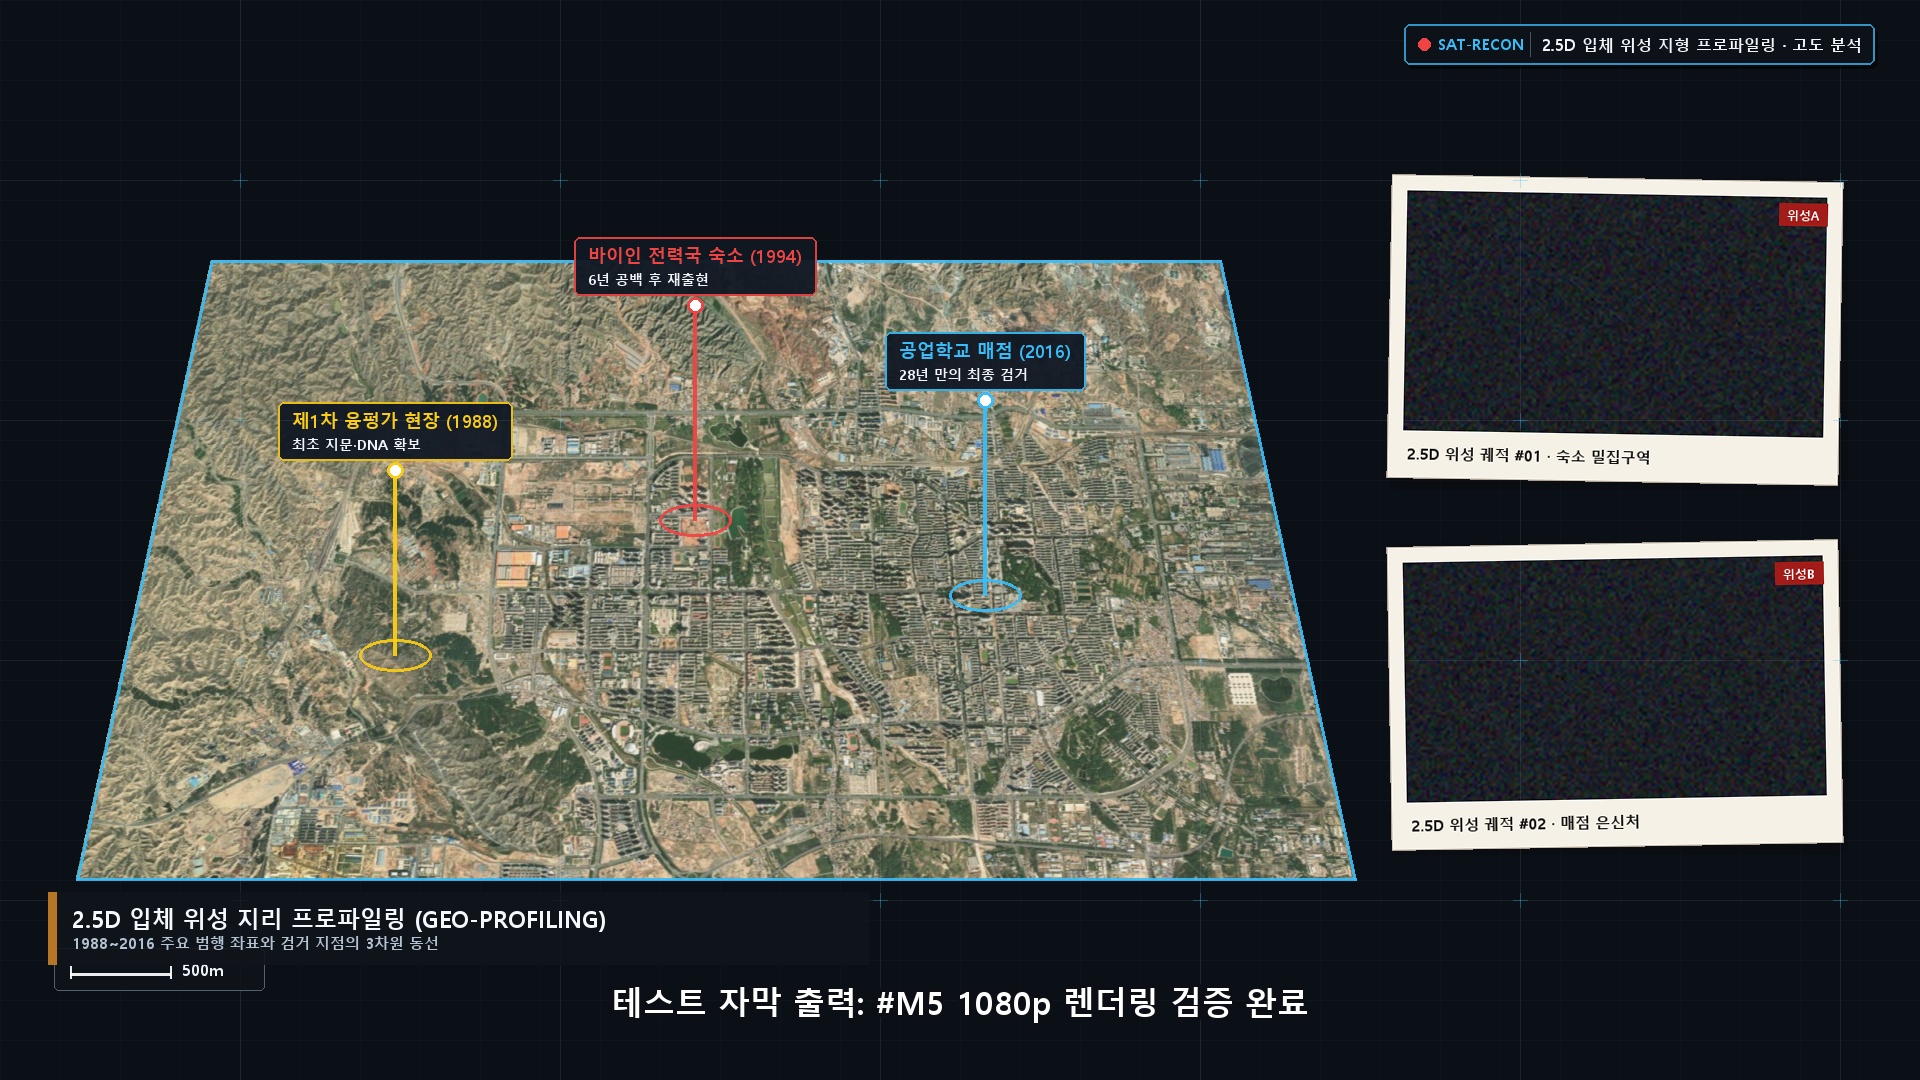 SAT-RECON 2.5D 입체 위성 지형 프로파일링 · 고도 분석
바이인 전력국 숙소 (1994)
6년 공백 후 재출현
공업학교 매점 (2016)
28년 만의 최종 검거
제1차 융평가 현장 (1988)
최초 지문·DNA 확보
위성A
2.5D 위성 궤적 #01 · 숙소 밀집구역
위성B
2.5D 위성 궤적 #02 · 매점 은신처
2.5D 입체 위성 지리 프로파일링 (GEO-PROFILING)
1988~2016 주요 범행 좌표와 검거 지점의 3차원 동선
500m
테스트 자막 출력: #M5 1080p 렌더링 검증 완료